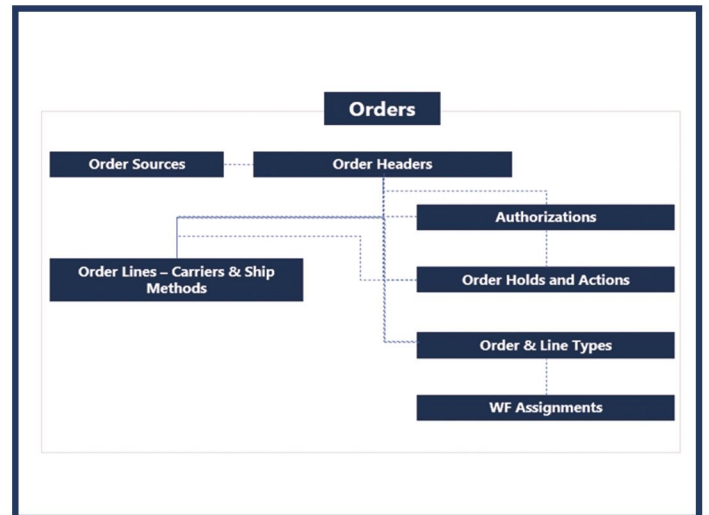 Orders
Order Sources
Order Headers
Authorizations
Order Lines – Carriers & Ship
Methods
Order Holds and Actions
Order & Line Types
WF Assignments